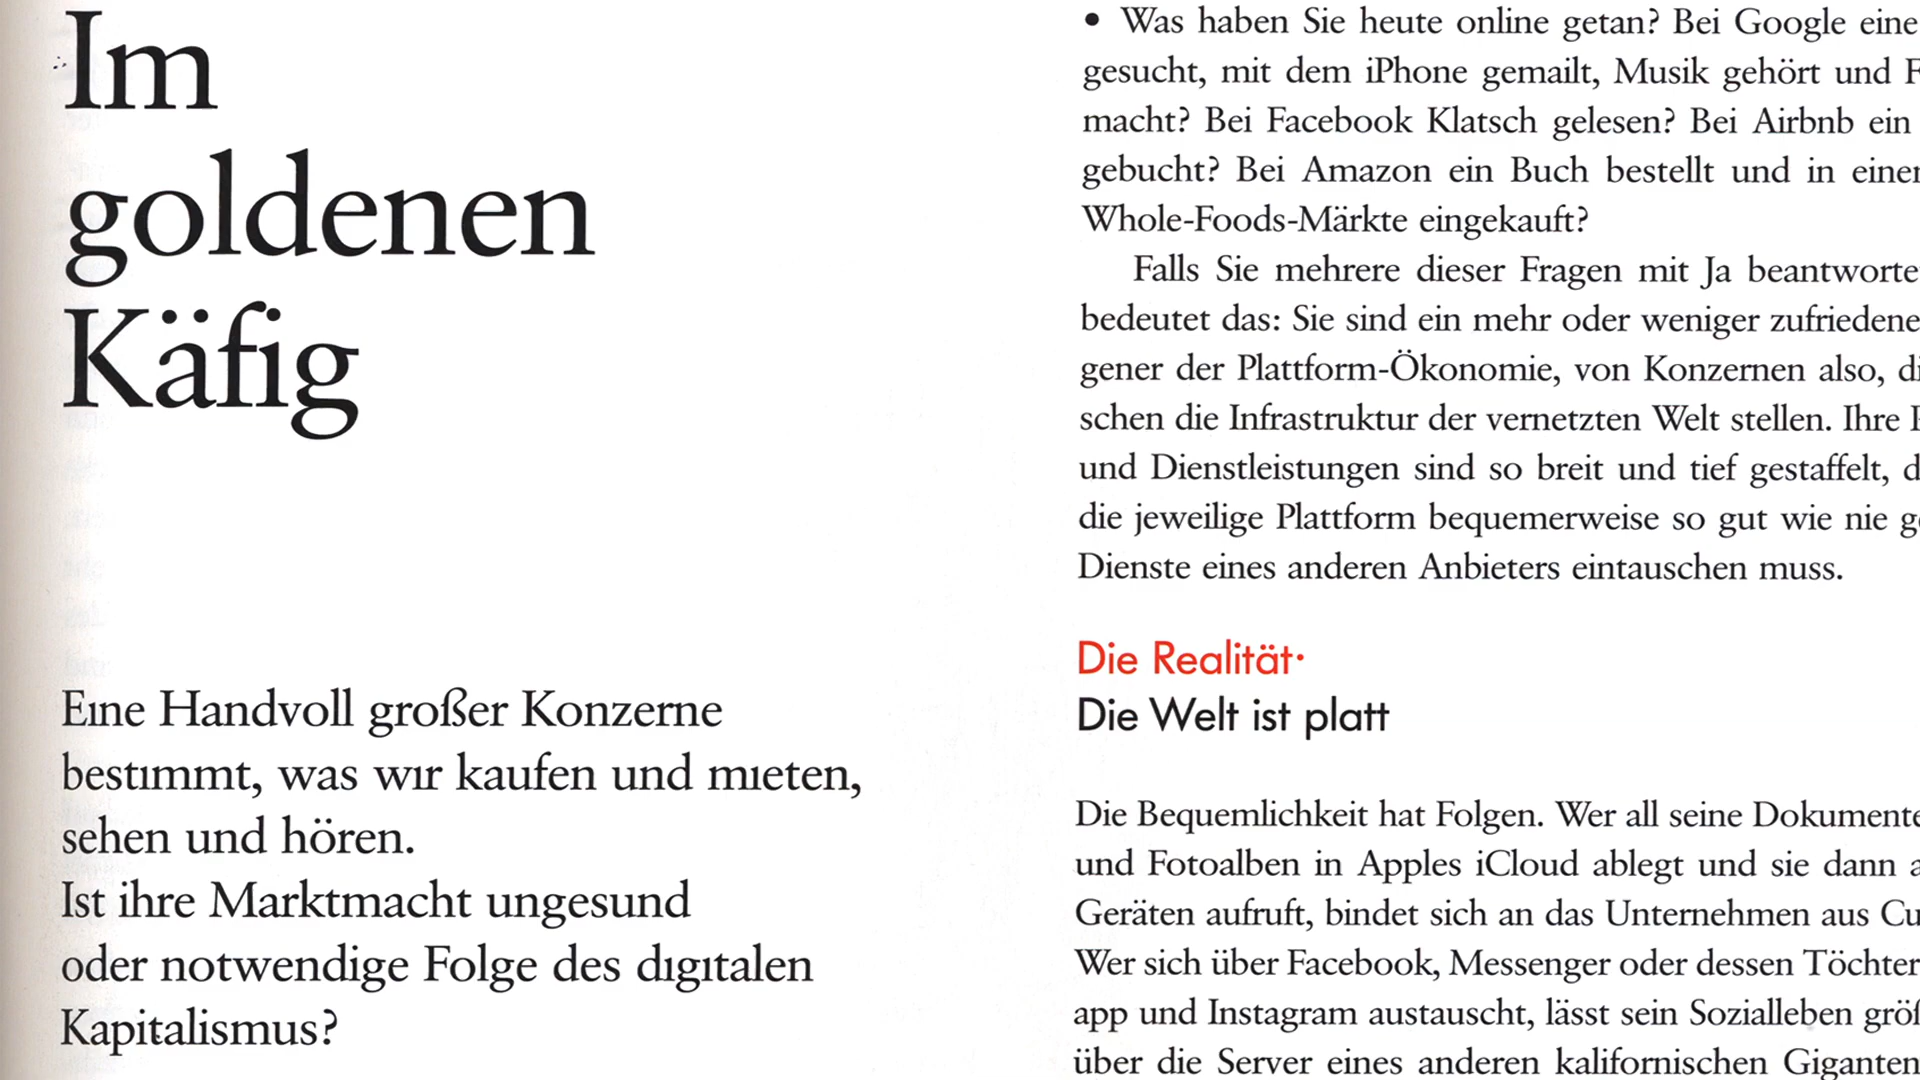 Im
goldenen
Käfig
Eine Handvoll großer Konzerne
bestimmt, was wir kaufen und mieten,
sehen und hören.
Ist ihre Marktmacht ungesund
oder notwendige Folge des digitalen
Kapitalismus?
• Was haben Sie heute online getan? Bei Google eine
gesucht, mit dem iPhone gemailt, Musik gehört und F
macht? Bei Facebook Klatsch gelesen? Bei Airbnb ein
gebucht? Bei Amazon ein Buch bestellt und in einer
Whole-Foods-Märkte eingekauft?
Falls Sie mehrere dieser Fragen mit Ja beantworte
bedeutet das: Sie sind ein mehr oder weniger zufriedene
gener der Plattform-Ökonomie, von Konzernen also, di
schen die Infrastruktur der vernetzten Welt stellen. Ihre
und Dienstleistungen sind so breit und tief gestaffelt, d
die jeweilige Plattform bequemerweise so gut wie nie ge
Dienste eines anderen Anbieters eintauschen muss.
Die Realität·
Die Welt ist platt
Die Bequemlichkeit hat Folgen. Wer all seine Dokumente
und Fotoalben in Apples iCloud ablegt und sie dann a
Geräten aufruft, bindet sich an das Unternehmen aus Cu
Wer sich über Facebook, Messenger oder dessen Töchter
app und Instagram austauscht, lässt sein Sozialleben größ
über die Server eines anderen kalifornischen Giganten